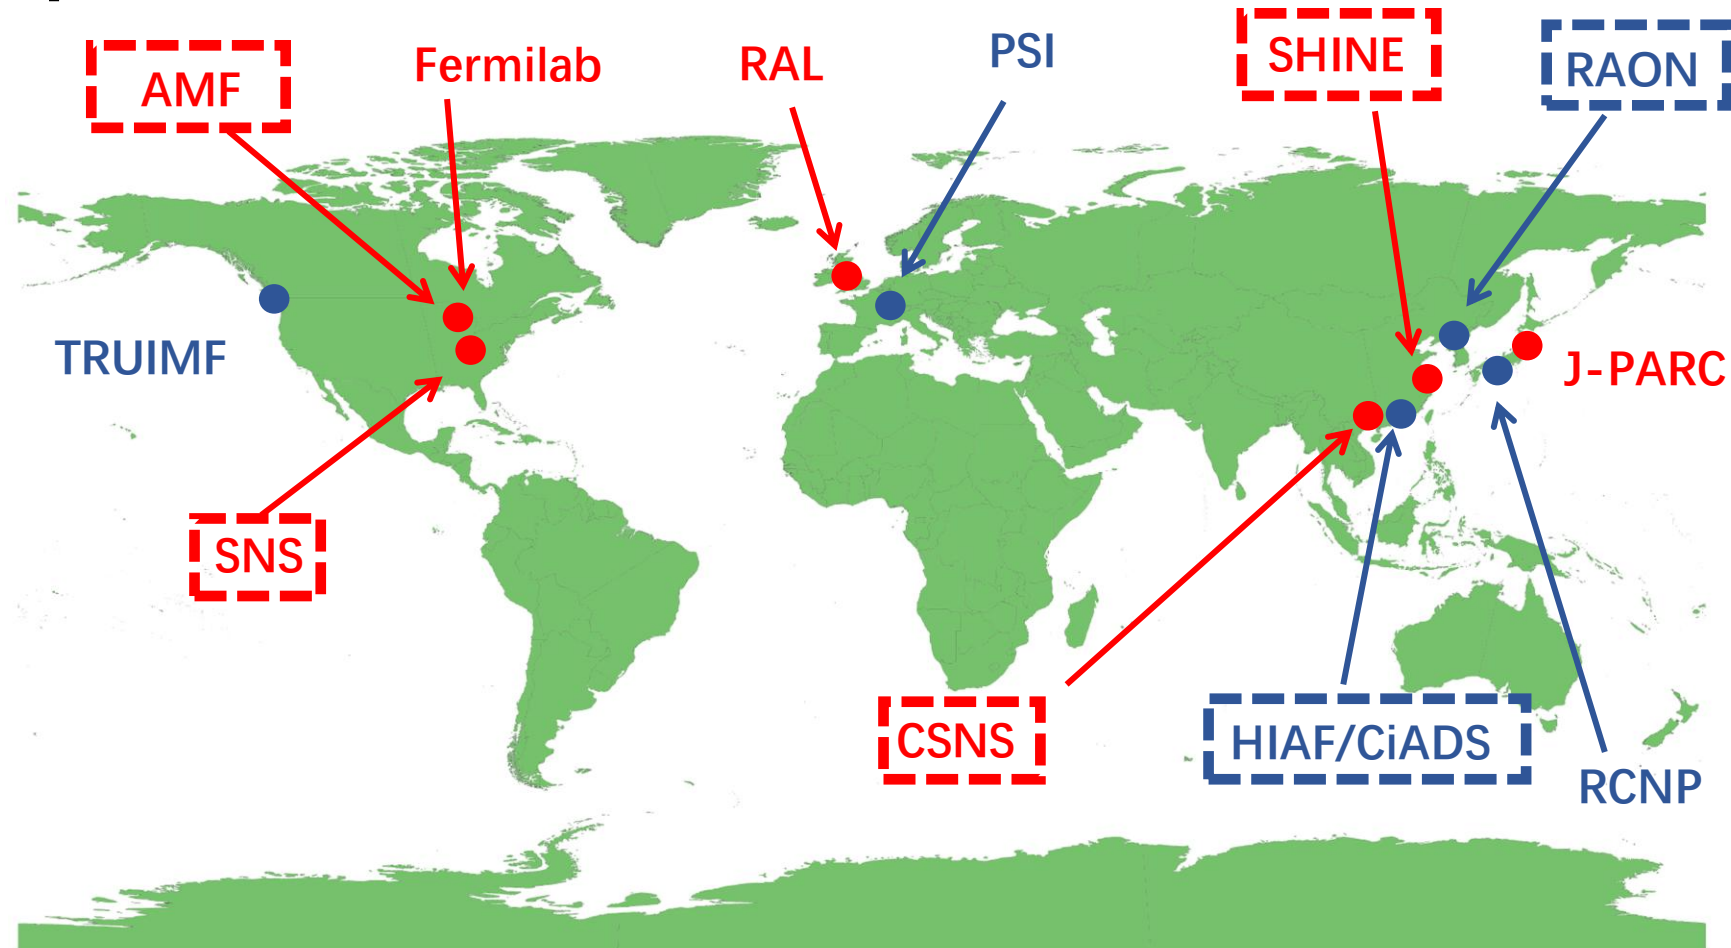 AMF
Fermilab
RAL
PSI
SHINE
RAON
TRUIMF
J-PARC
SNS
CSNS
HIAF/CiADS
RCNP